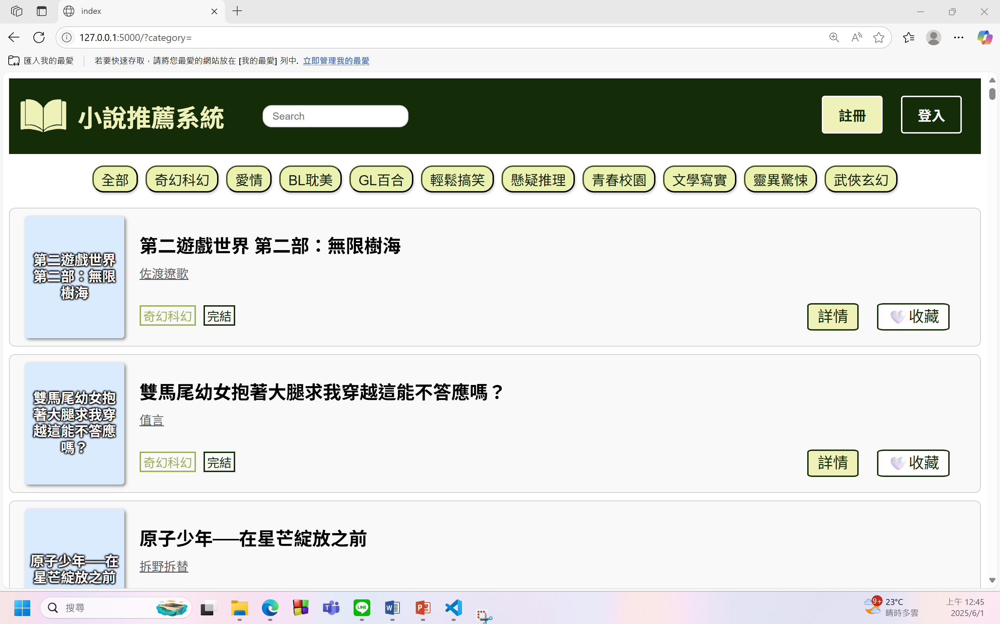 index
127.0.0.1:5000/?category=
匯入我的最愛 若要快速存取，請將您最愛的網站放在 [我的最愛] 列中. 立即管理我的最愛
小說推薦系統 Search 註冊 登入
全部 奇幻科幻 愛情 BL耽美 GL百合 輕鬆搞笑 懸疑推理 青春校園 文學寫實 靈異驚悚 武俠玄幻
第二遊戲世界
第二部：無限
樹海
第二遊戲世界 第二部：無限樹海
佐渡遼歌
奇幻科幻 完結 詳情 收藏
雙馬尾幼女抱
著大腿求我穿
越這能不答應
嗎？
雙馬尾幼女抱著大腿求我穿越這能不答應嗎？
值言
奇幻科幻 完結 詳情 收藏
原子少年──在
星芒綻放之前
原子少年──在星芒綻放之前
拆野拆替
搜尋
T
LINE
W
P
9+
23°C
晴時多雲
上午 12:45
2025/6/1